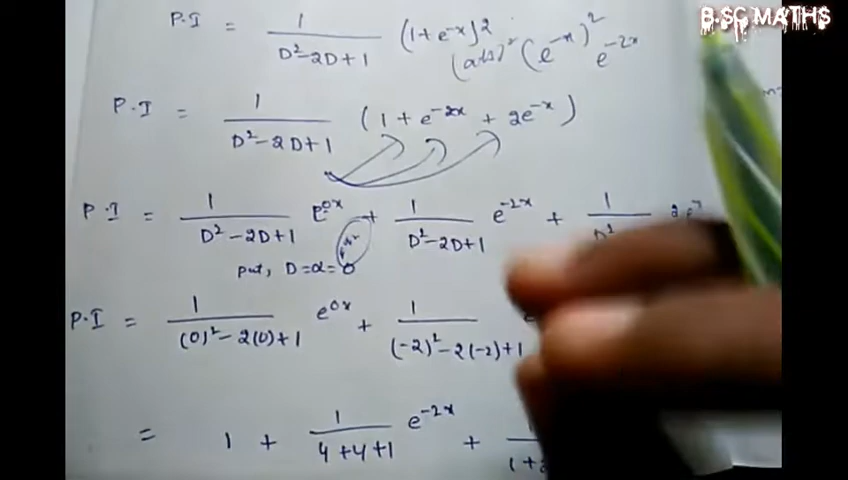 B.SC MATHS
P.I = 1/(D²-2D+1) (1+e^-x)²
(e^-x)² e^-2x
P.I = 1/(D²-2D+1) (1 + e^-2x + 2e^-x)
P.I = 1/(D²-2D+1) e^0x + 1/(D²-2D+1) e^-2x + 1/D²
put, D=α=0
P.I = 1/((0)²-2(0)+1) e^0x + 1/((-2)²-2(-2)+1)
= 1 + 1/(4+4+1) e^-2x +